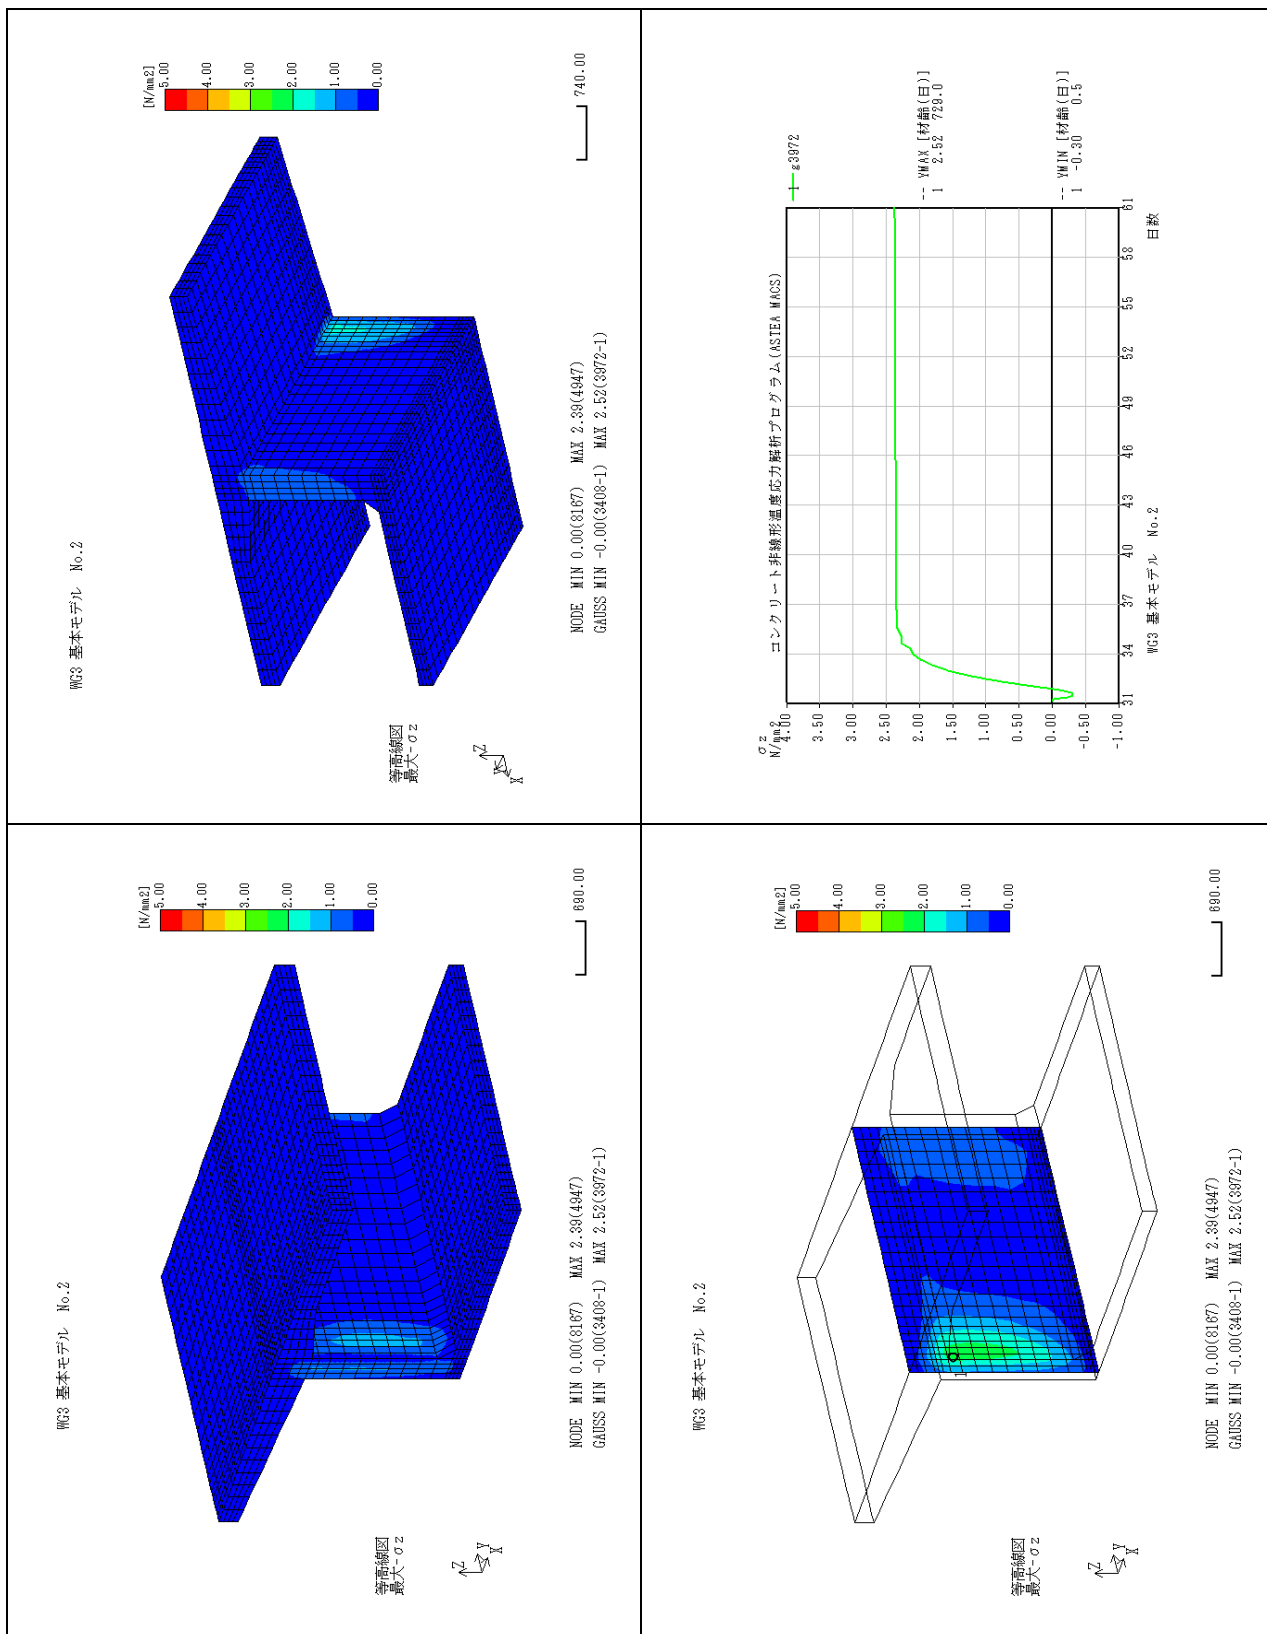 WG3 基本モデル No.2
[N/mm2]
5.00
4.00
3.00
2.00
1.00
0.00
690.00
等高線図
最大-σz
Z
Y
X
NODE MIN 0.00(8167) MAX 2.39(4947)
GAUSS MIN -0.00(3408-1) MAX 2.52(3972-1)
WG3 基本モデル No.2
[N/mm2]
5.00
4.00
3.00
2.00
1.00
0.00
740.00
等高線図
最大-σz
Z
Y
X
NODE MIN 0.00(8167) MAX 2.39(4947)
GAUSS MIN -0.00(3408-1) MAX 2.52(3972-1)
WG3 基本モデル No.2
[N/mm2]
5.00
4.00
3.00
2.00
1.00
0.00
690.00
1
等高線図
最大-σz
Z
Y
X
NODE MIN 0.00(8167) MAX 2.39(4947)
GAUSS MIN -0.00(3408-1) MAX 2.52(3972-1)
コンクリート非線形温度応力解析プログラム(ASTEA MACS)
σz
N/mm2
4.00
3.50
3.00
2.50
2.00
1.50
1.00
0.50
0.00
-0.50
-1.00
31 34 37 40 43 46 49 52 55 58 61
日数
1 g3972
-- YMAX [材齢(日)]
1 2.52 729.0
-- YMIN [材齢(日)]
1 -0.30 0.5
WG3 基本モデル No.2